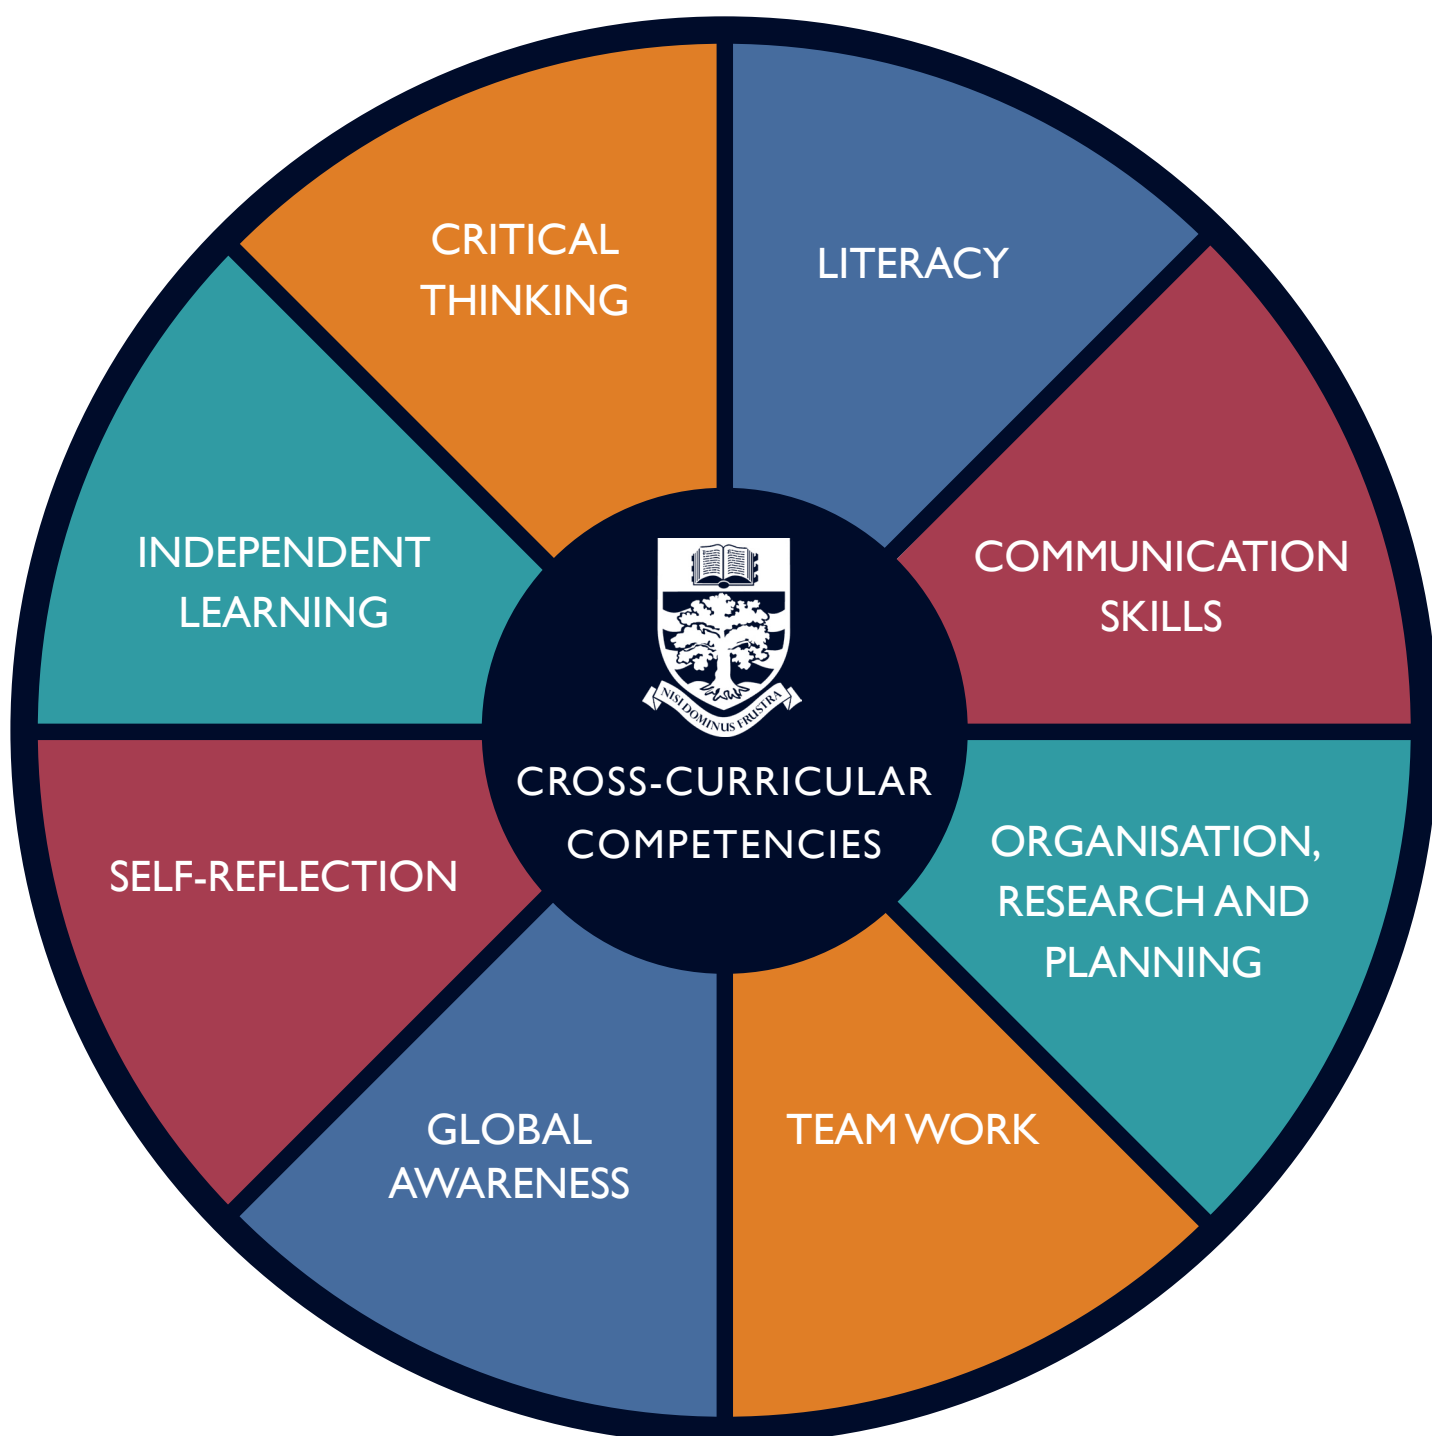 CRITICAL
THINKING
LITERACY
COMMUNICATION
SKILLS
ORGANISATION,
RESEARCH AND
PLANNING
TEAM WORK
GLOBAL
AWARENESS
SELF-REFLECTION
INDEPENDENT
LEARNING
NISI DOMINUS FRUSTRA
CROSS-CURRICULAR
COMPETENCIES